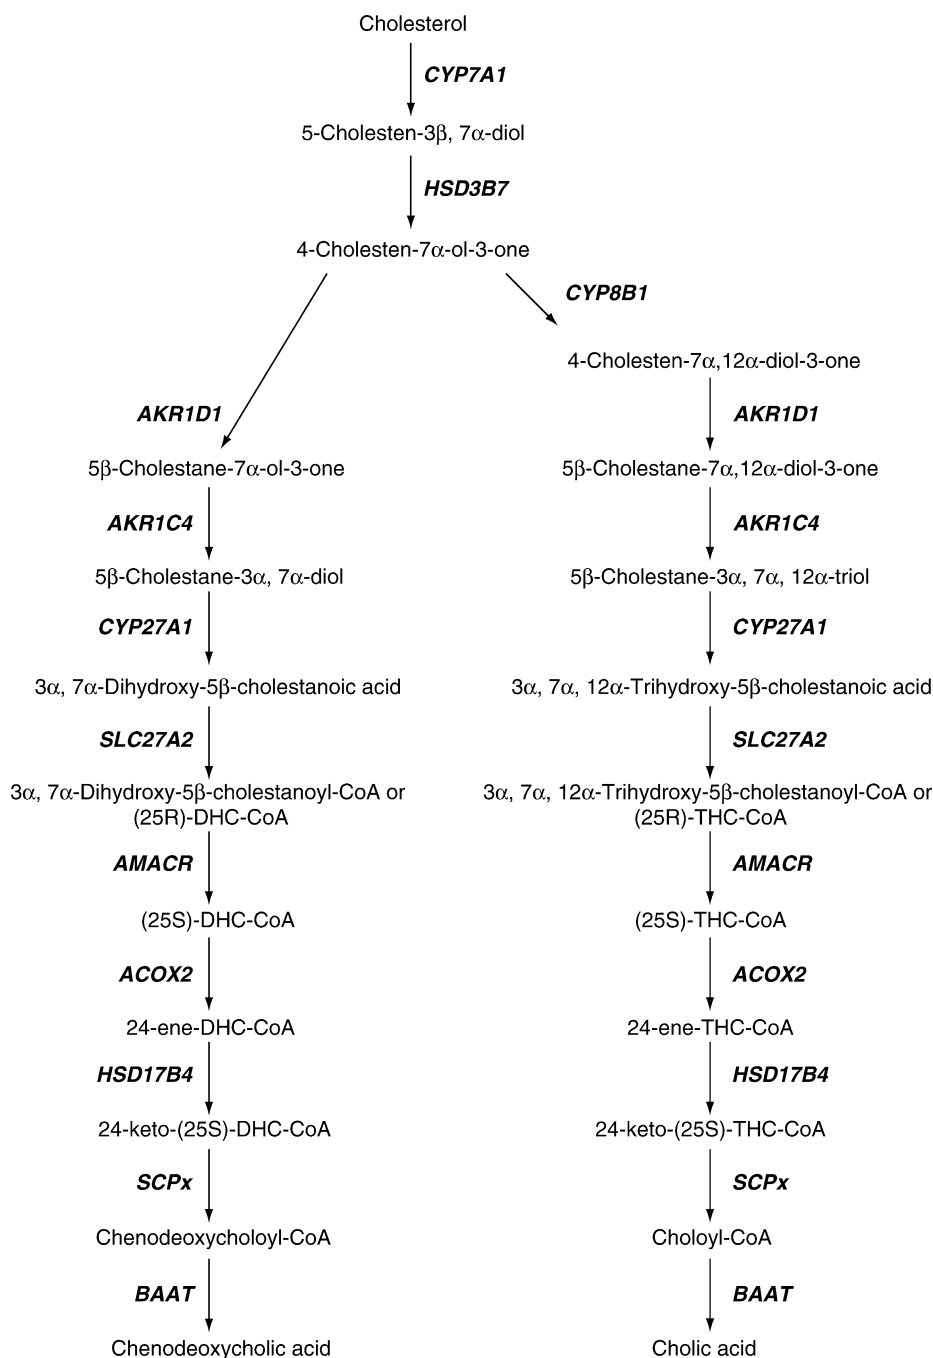 Cholesterol
CYP7A1
5-Cholesten-3β, 7α-diol
HSD3B7
4-Cholesten-7α-ol-3-one
CYP8B1
4-Cholesten-7α,12α-diol-3-one
AKR1D1
AKR1D1
5β-Cholestane-7α-ol-3-one
5β-Cholestane-7α,12α-diol-3-one
AKR1C4
AKR1C4
5β-Cholestane-3α, 7α-diol
5β-Cholestane-3α, 7α, 12α-triol
CYP27A1
CYP27A1
3α, 7α-Dihydroxy-5β-cholestanoic acid
3α, 7α, 12α-Trihydroxy-5β-cholestanoic acid
SLC27A2
SLC27A2
3α, 7α-Dihydroxy-5β-cholestanoyl-CoA or
(25R)-DHC-CoA
3α, 7α, 12α-Trihydroxy-5β-cholestanoyl-CoA or
(25R)-THC-CoA
AMACR
AMACR
(25S)-DHC-CoA
(25S)-THC-CoA
ACOX2
ACOX2
24-ene-DHC-CoA
24-ene-THC-CoA
HSD17B4
HSD17B4
24-keto-(25S)-DHC-CoA
24-keto-(25S)-THC-CoA
SCPx
SCPx
Chenodeoxycholoyl-CoA
Choloyl-CoA
BAAT
BAAT
Chenodeoxycholic acid
Cholic acid